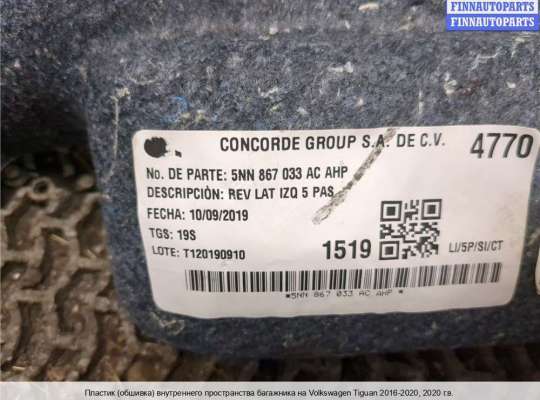 FINNAUTOPARTS
FINNAUTOPARTS
FINNAUTOPARTS
CONCORDE GROUP S.A. DE C.V. 4770
No. DE PARTE: 5NN 867 033 AC AHP
DESCRIPCIÓN: REV LAT IZQ 5 PAS
FECHA: 10/09/2019
TGS: 19S
LOTE: T120190910
1519
LI/5P/SI/CT
*5NN 867 033 AC AHP *
Пластик (обшивка) внутреннего пространства багажника на Volkswagen Tiguan 2016-2020, 2020 г.в.